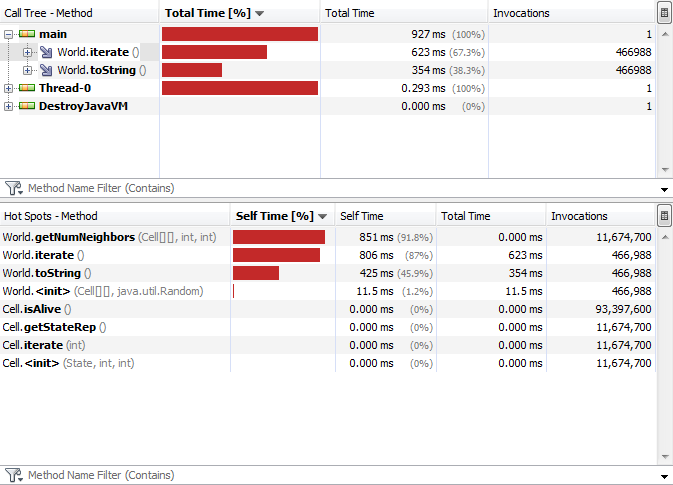 Call Tree - Method Total Time [%] Total Time Invocations
main 927 ms (100%) 1
World.iterate () 623 ms (67.3%) 466988
World.toString () 354 ms (38.3%) 466988
Thread-0 0.293 ms (100%) 1
DestroyJavaVM 0.000 ms (0%) 1
Method Name Filter (Contains)
Hot Spots - Method Self Time [%] Self Time Total Time Invocations
World.getNumNeighbors (Cell[][], int, int) 851 ms (91.8%) 0.000 ms 11,674,700
World.iterate () 806 ms (87%) 623 ms 466,988
World.toString () 425 ms (45.9%) 354 ms 466,988
World.<init> (Cell[][], java.util.Random) 11.5 ms (1.2%) 11.5 ms 466,988
Cell.isAlive () 0.000 ms (0%) 0.000 ms 93,397,600
Cell.getStateRep () 0.000 ms (0%) 0.000 ms 11,674,700
Cell.iterate (int) 0.000 ms (0%) 0.000 ms 11,674,700
Cell.<init> (State, int, int) 0.000 ms (0%) 0.000 ms 11,674,700
Method Name Filter (Contains)